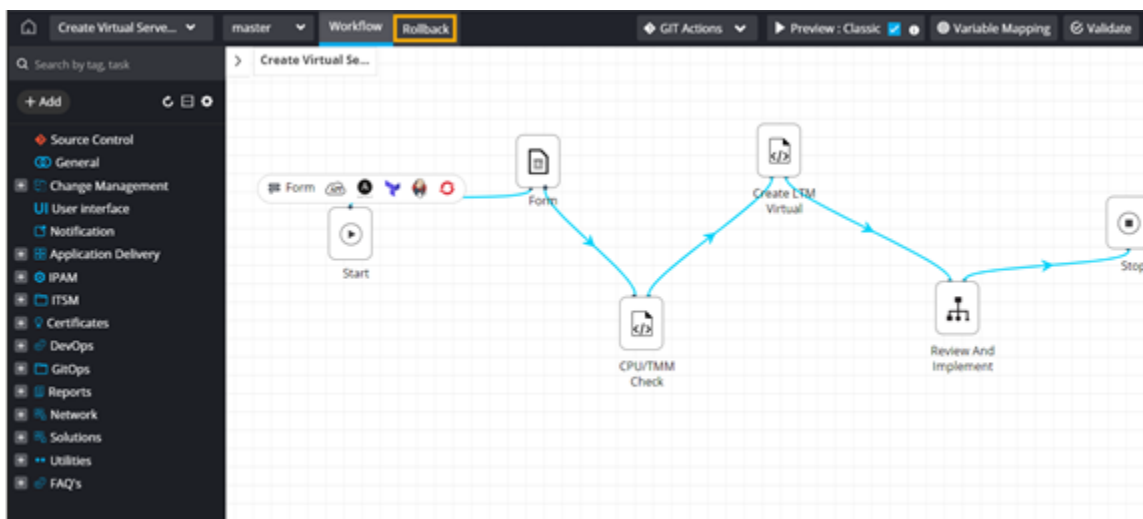 Create Virtual Serve...
master
Workflow
Rollback
GIT Actions
Preview : Classic
Variable Mapping
Validate
Search by tag, task
Create Virtual Se...
+ Add
Source Control
General
Change Management
UI User interface
Notification
Application Delivery
IPAM
ITSM
Certificates
DevOps
GitOps
Reports
Network
Solutions
Utilities
FAQ's
Form
Start
Form
CPU/TMM
Check
Create LTM
Virtual
Review And
Implement
Stop